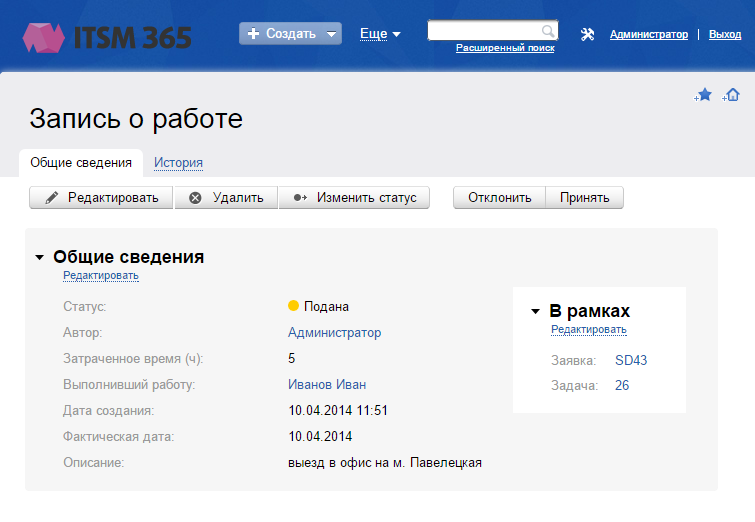 ITSM 365
Создать
Еще
Расширенный поиск
Администратор | Выход
Запись о работе
Общие сведения
История
Редактировать
Удалить
Изменить статус
Отклонить
Принять
Общие сведения
Редактировать
Статус: Подана
Автор: Администратор
Затраченное время (ч): 5
Выполнивший работу: Иванов Иван
Дата создания: 10.04.2014 11:51
Фактическая дата: 10.04.2014
Описание: выезд в офис на м. Павелецкая
В рамках
Редактировать
Заявка: SD43
Задача: 26